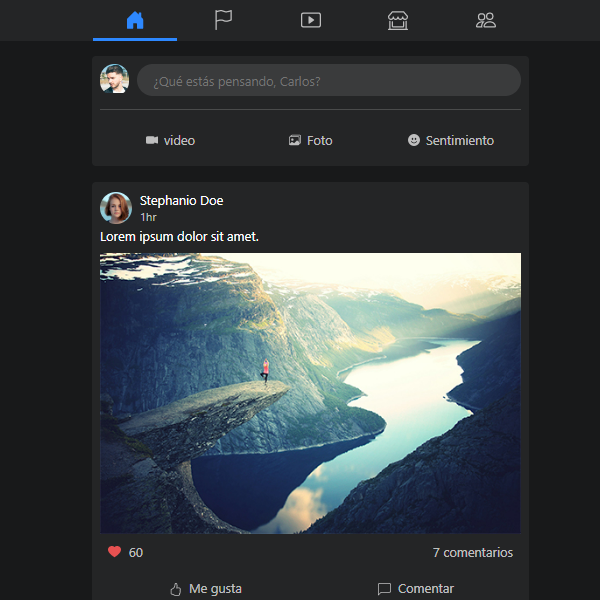 ¿Qué estás pensando, Carlos?
video
Foto
Sentimiento
Stephanio Doe
1hr
Lorem ipsum dolor sit amet.
60
7 comentarios
Me gusta
Comentar